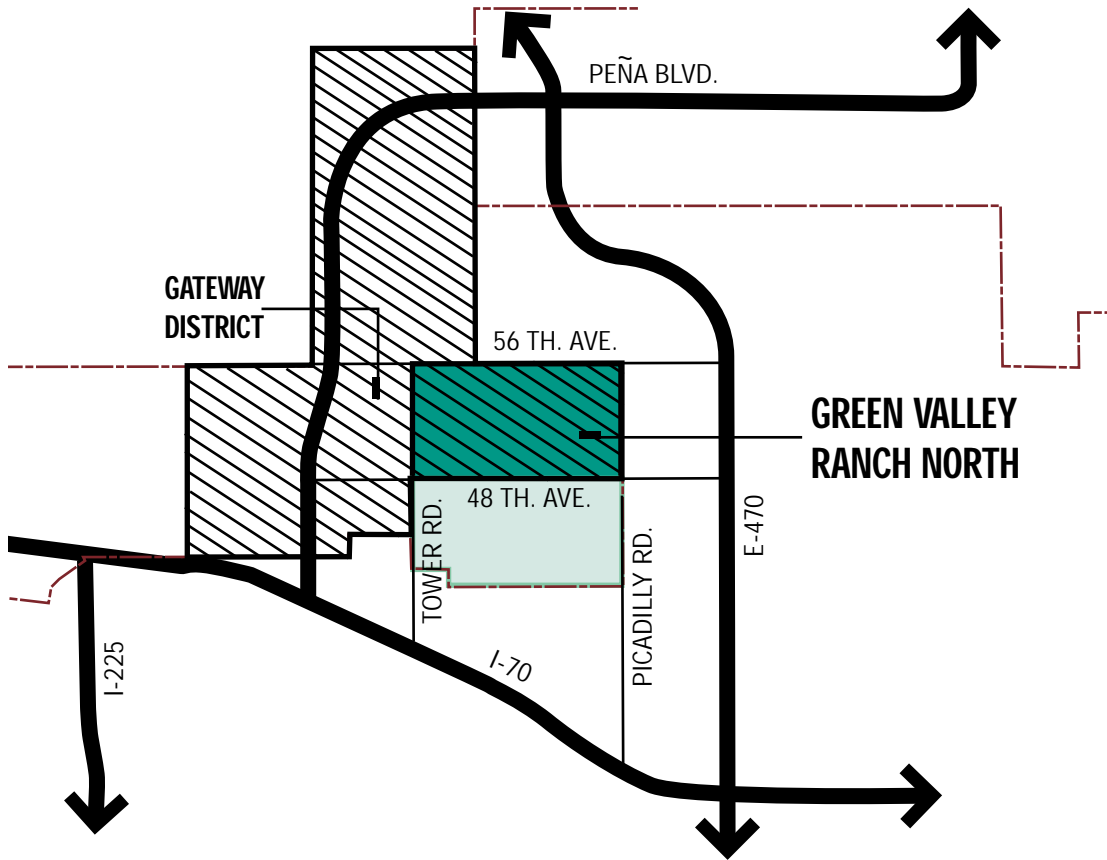 PEÑA BLVD.
GATEWAY
DISTRICT
56 TH. AVE.
GREEN VALLEY
RANCH NORTH
48 TH. AVE.
TOWER RD.
PICADILLY RD.
E-470
I-225
I-70